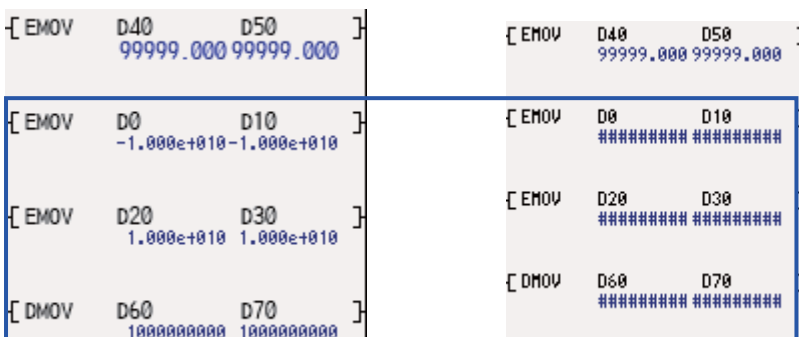 [ EMOV D40 D50 ]
99999.000 99999.000
[ EMOV D0 D10 ]
-1.000e+010 -1.000e+010
[ EMOV D20 D30 ]
1.000e+010 1.000e+010
[ DMOV D60 D70 ]
1000000000 1000000000
[ EMOV D40 D50 ]
99999.000 99999.000
[ EMOV D0 D10
######### #########
[ EMOV D20 D30
######### #########
[ DMOV D60 D70
######### #########